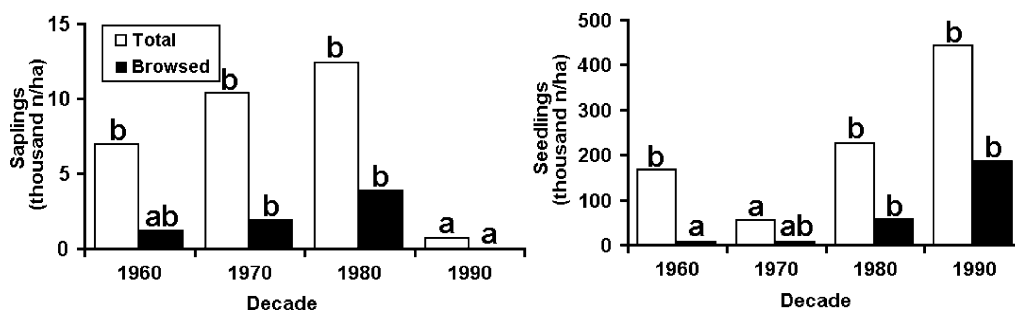 15
10
5
0
Saplings
(thousand n/ha)
Total
Browsed
b
ab
b
b
b
b
a
a
1960 1970 1980 1990
Decade
500
400
300
200
100
0
Seedlings
(thousand n/ha)
b
a
a
ab
b
b
b
b
1960 1970 1980 1990
Decade